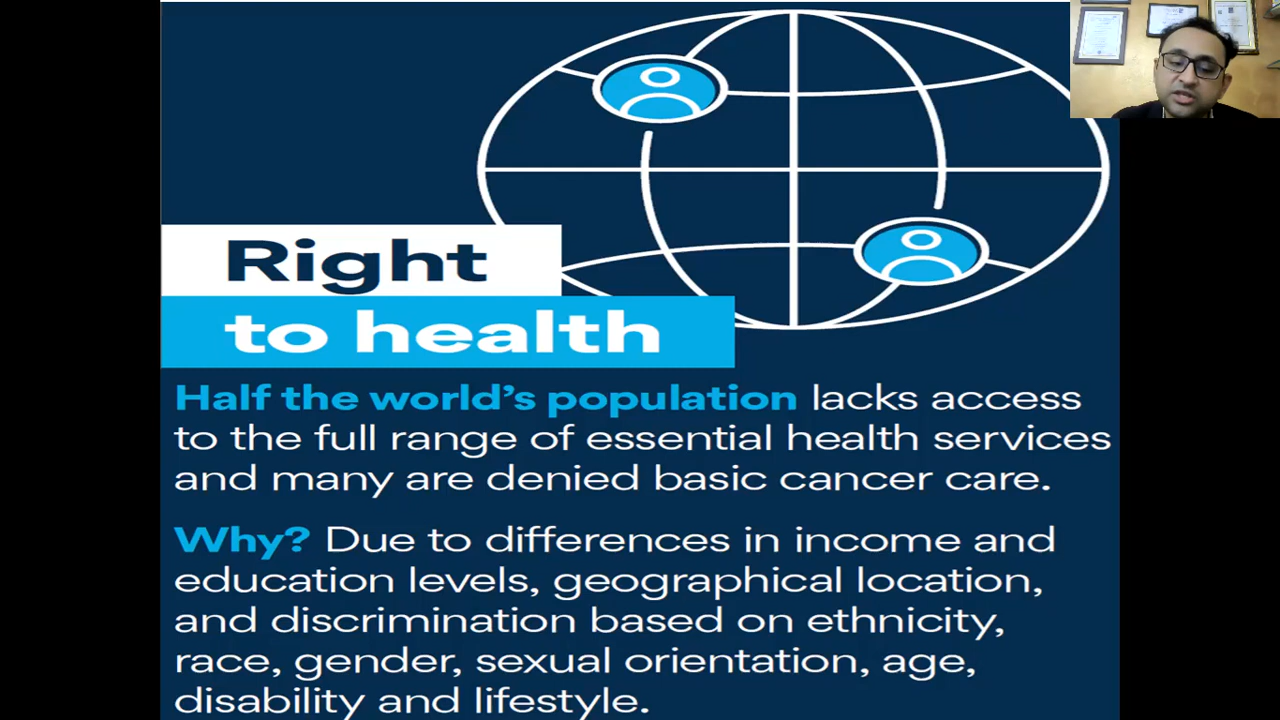 Right
to health
Half the world's population lacks access
to the full range of essential health services
and many are denied basic cancer care.
Why? Due to differences in income and
education levels, geographical location,
and discrimination based on ethnicity,
race, gender, sexual orientation, age,
disability and lifestyle.